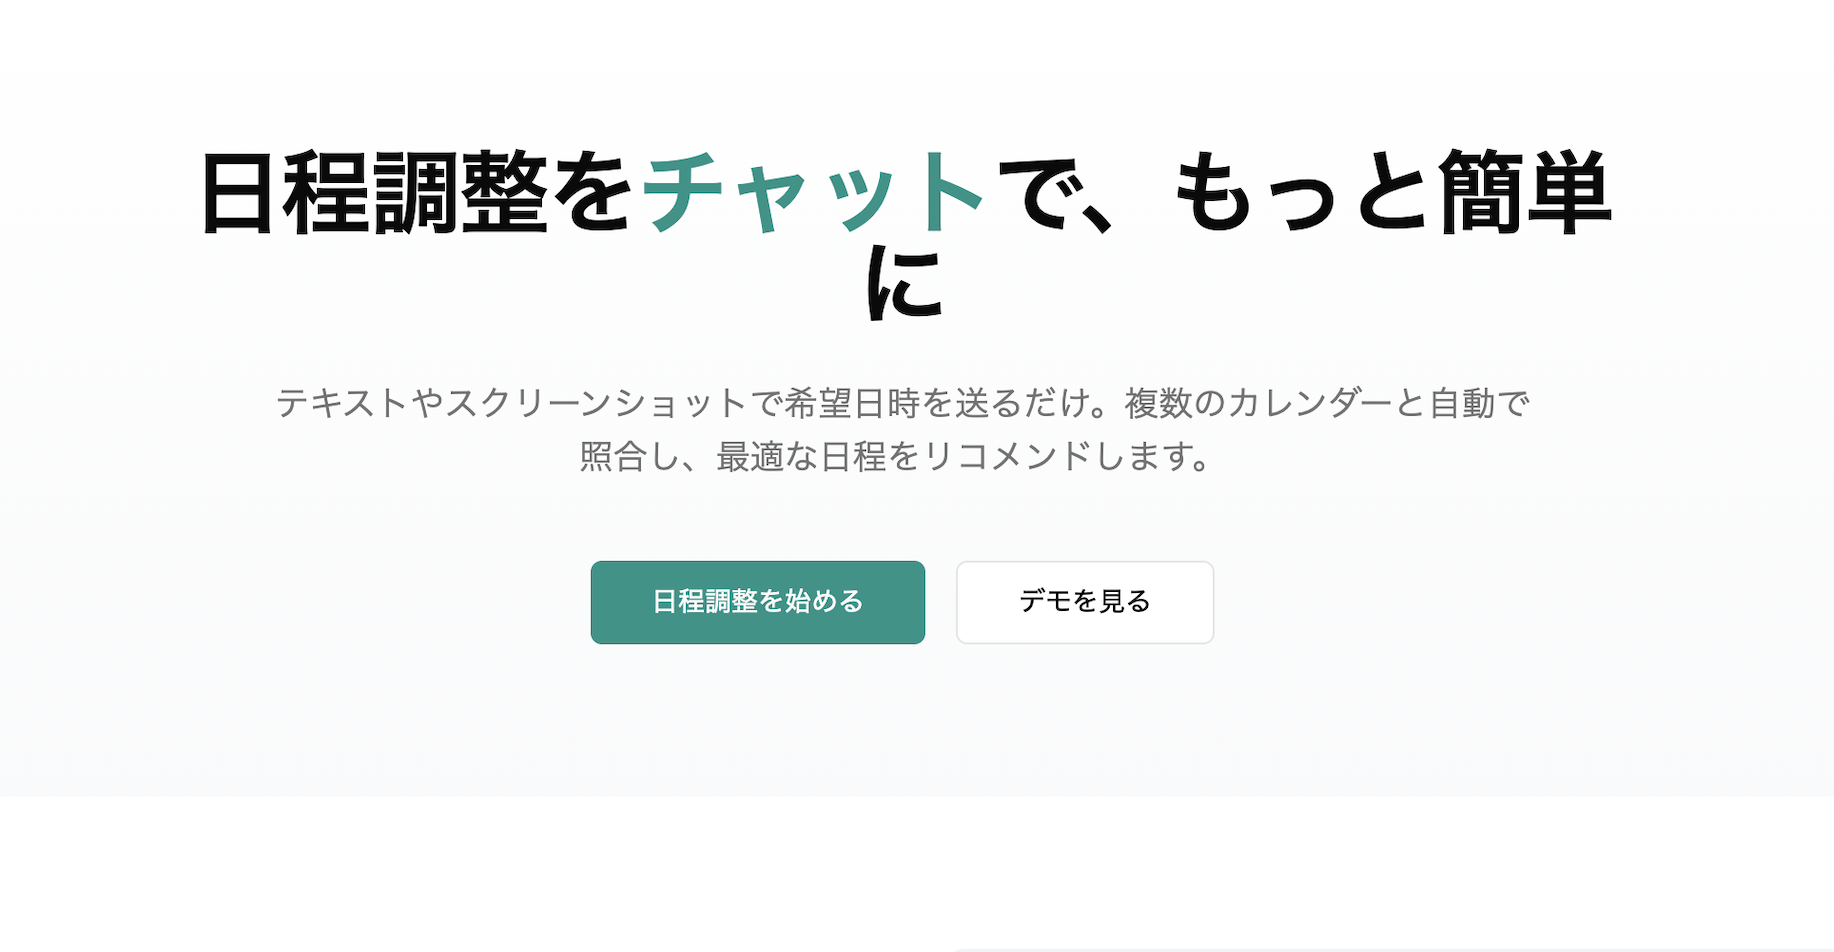 日程調整をチャットで、もっと簡単
に
テキストやスクリーンショットで希望日時を送るだけ。複数のカレンダーと自動で
照合し、最適な日程をリコメンドします。
日程調整を始める
デモを見る